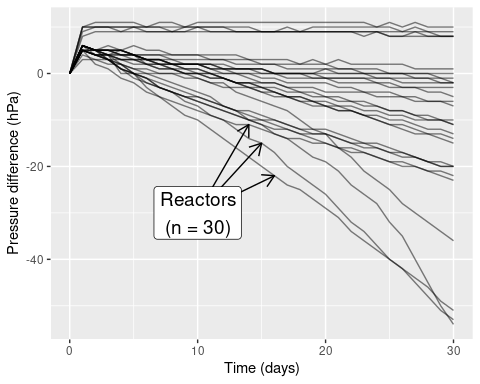 0
-20
-40
Pressure difference (hPa)
Reactors
(n = 30)
0
10
20
30
Time (days)